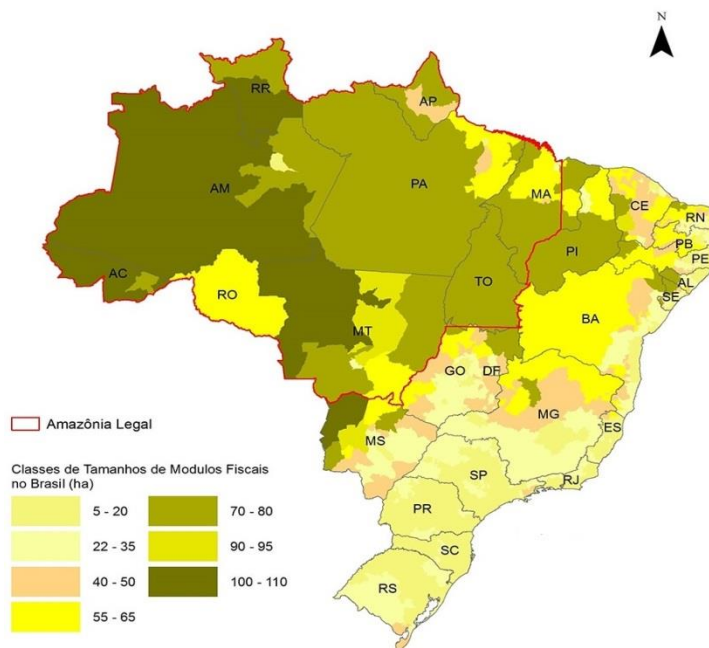 N
RR
AP
AM
PA
MA
CE
RN
PB
PE
PI
AC
TO
AL
SE
RO
BA
MT
GO
DF
MG
Amazônia Legal
MS
ES
Classes de Tamanhos de Modulos Fiscais
no Brasil (ha)
SP
RJ
5 - 20
70 - 80
PR
22 - 35
90 - 95
SC
40 - 50
100 - 110
RS
55 - 65